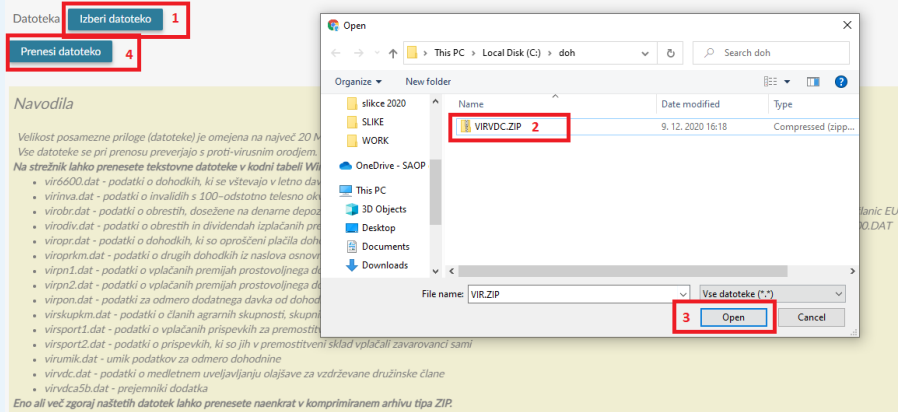 Datoteka Izberi datoteko 1
Prenesi datoteko 4
Navodila
Velikost posamezne priloge (datoteke) je omejena na največ 20 M
Vse datoteke se pri prenosu preverjajo s proti-virusnim orodjem.
Na strežnik lahko prenesete tekstovne datoteke v kodni tabeli Wi
vir6600.dat - podatki o dohodkih, ki se vštevajo v letno dav
virinva.dat - podatki o invalidih s 100-odstotno telesno okv
virobr.dat - podatki o obrestih, dosežene na denarne depoz
virodiv.dat - podatki o obrestih in dividendah izplačanih pre
viropr.dat - podatki o dohodkih, ki so oproščeni plačila doh
viroprkm.dat - podatki o drugih dohodkih iz naslova osnovn
virpn1.dat - podatki o vplačanih premijah prostovoljnega do
virpn2.dat - podatki o vplačanih premijah prostovoljnega d
virpon.dat - podatki za odmero dodatnega davka od dohod
virskupkm.dat - podatki o članih agrarnih skupnosti, skupni
virsport1.dat - podatki o vplačanih prispevkih za premostitv
virsport2.dat - podatki o prispevkih, ki so jih v premostitveni sklad vplačali zavarovanci sami
virumik.dat - umik podatkov za odmero dohodnine
virvdc.dat - podatki o medletnem uveljavljanju olajšave za vzdrževane družinske člane
virvdca5b.dat - prejemniki dodatka
Eno ali več zgoraj naštetih datotek lahko prenesete naenkrat v komprimiranem arhivu tipa ZIP.
članic EU
00.DAT
Open
This PC › Local Disk (C:) › doh
Search doh
Organize New folder
slikce 2020
SLIKE
WORK
OneDrive - SAOP
This PC
3D Objects
Desktop
Documents
Downloads
Name Date modified Type
VIRVDC.ZIP 2 9. 12. 2020 16:18 Compressed (zipp...
File name: VIR.ZIP Vse datoteke (*.*)
3 Open Cancel